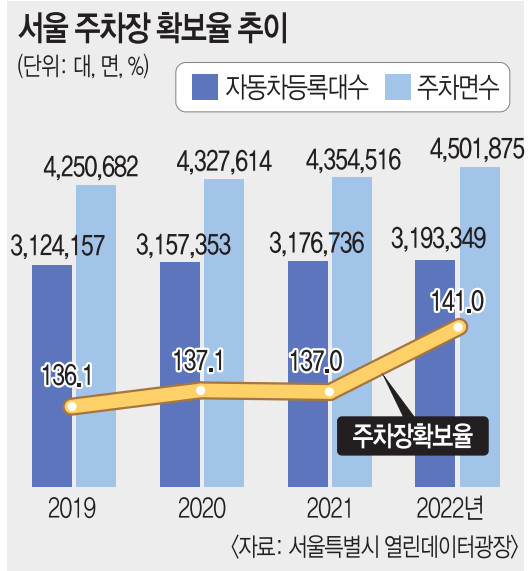 서울 주차장 확보율 추이
(단위: 대, 면, %)
자동차등록대수 주차면수
4,250,682 4,327,614 4,354,516 4,501,875
3,124,157 3,157,353 3,176,736 3,193,349
136.1 137.1 137.0 141.0
주차장확보율
2019 2020 2021 2022년
〈자료: 서울특별시 열린데이터광장〉